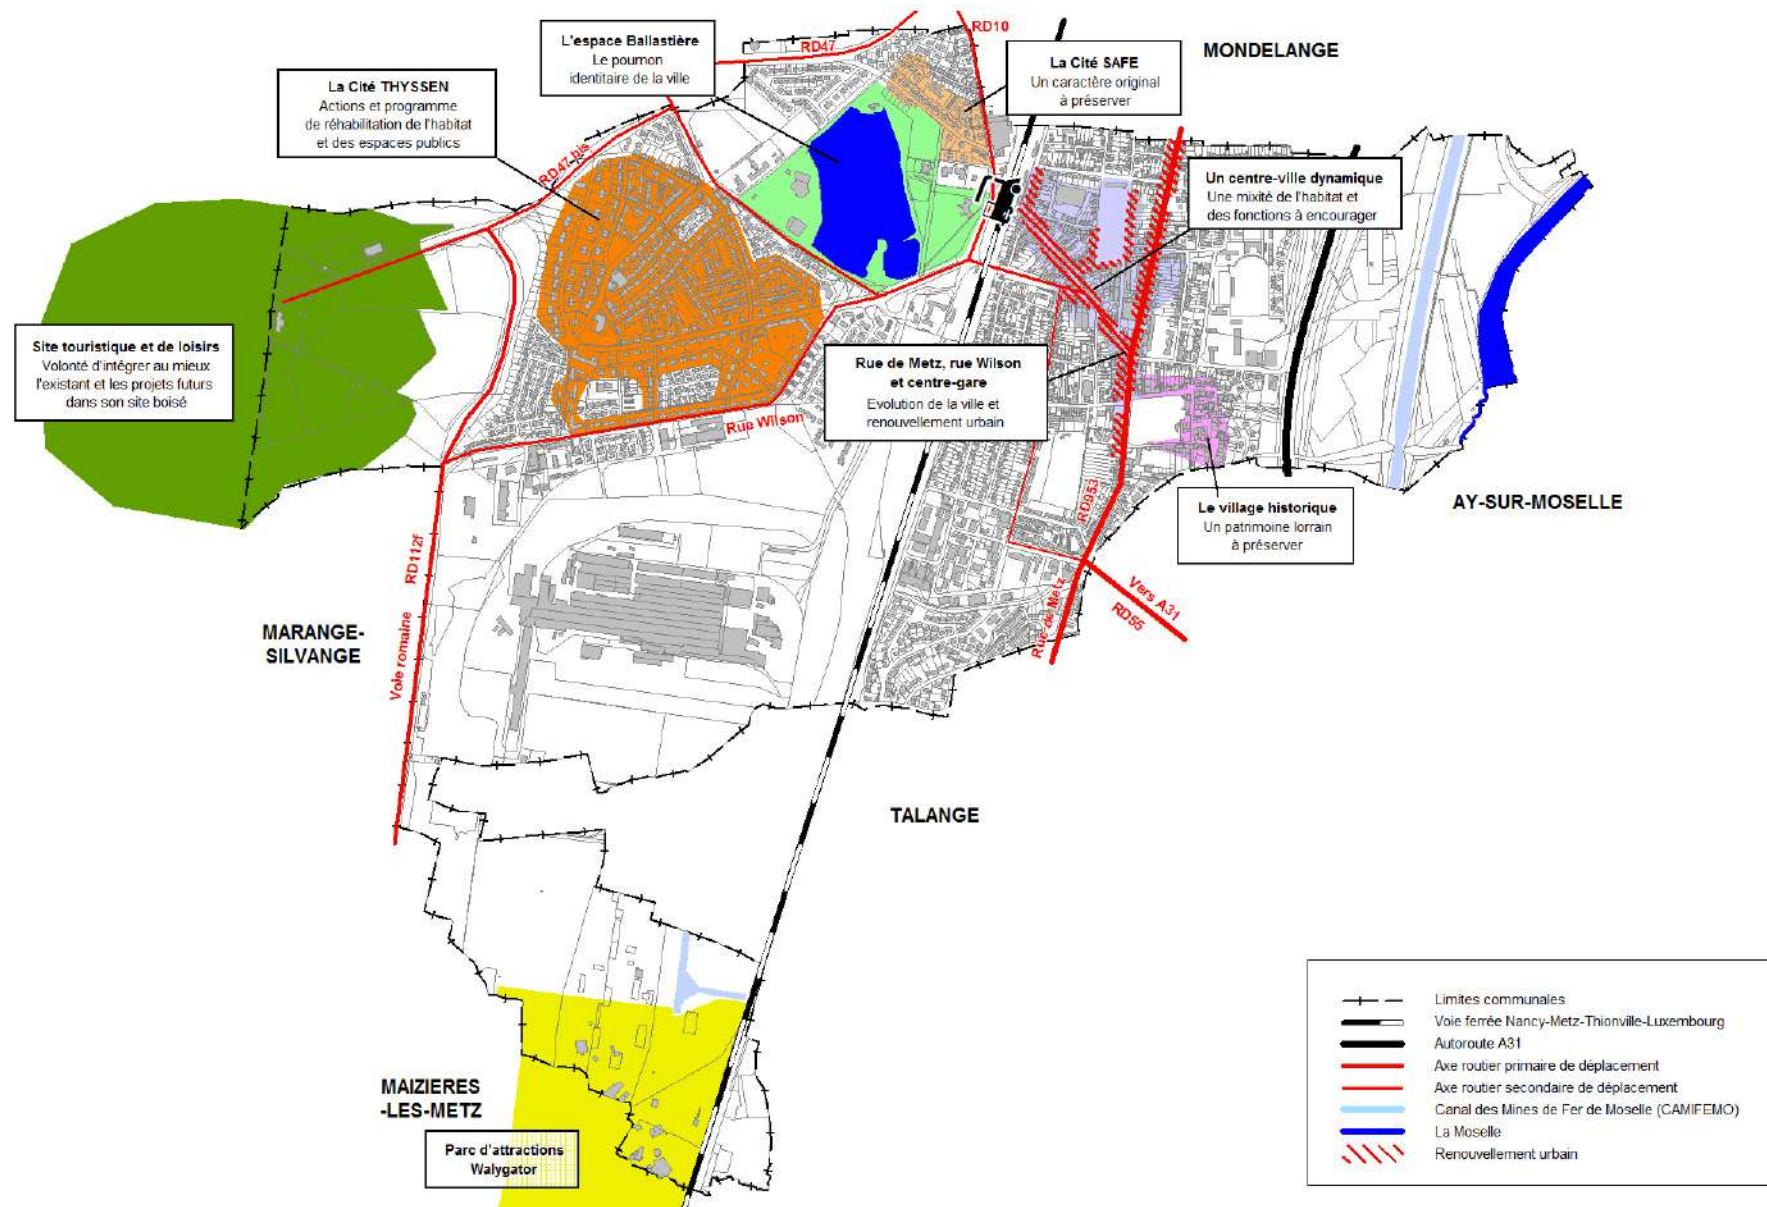 RD10
RD47
MONDELANGE
L'espace Ballastière
Le poumon
identitaire de la ville
La Cité SAFE
Un caractère original
à préserver
La Cité THYSSEN
Actions et programme
de réhabilitation de l'habitat
et des espaces publics
RD47 bis
Un centre-ville dynamique
Une mixité de l'habitat et
des fonctions à encourager
Site touristique et de loisirs
Volonté d'intégrer au mieux
l'existant et les projets futurs
dans son site boisé
Rue de Metz, rue Wilson
et centre-gare
Evolution de la ville et
renouvellement urbain
Rue Wilson
RD953
Le village historique
Un patrimoine lorrain
à préserver
AY-SUR-MOSELLE
RD112f
Voie romaine
Rue de Metz
Vers A31
RD55
MARANGE-
SILVANGE
TALANGE
MAIZIERES
-LES-METZ
Parc d'attractions
Walygator
Limites communales
Voie ferrée Nancy-Metz-Thionville-Luxembourg
Autoroute A31
Axe routier primaire de déplacement
Axe routier secondaire de déplacement
Canal des Mines de Fer de Moselle (CAMIFEMO)
La Moselle
Renouvellement urbain